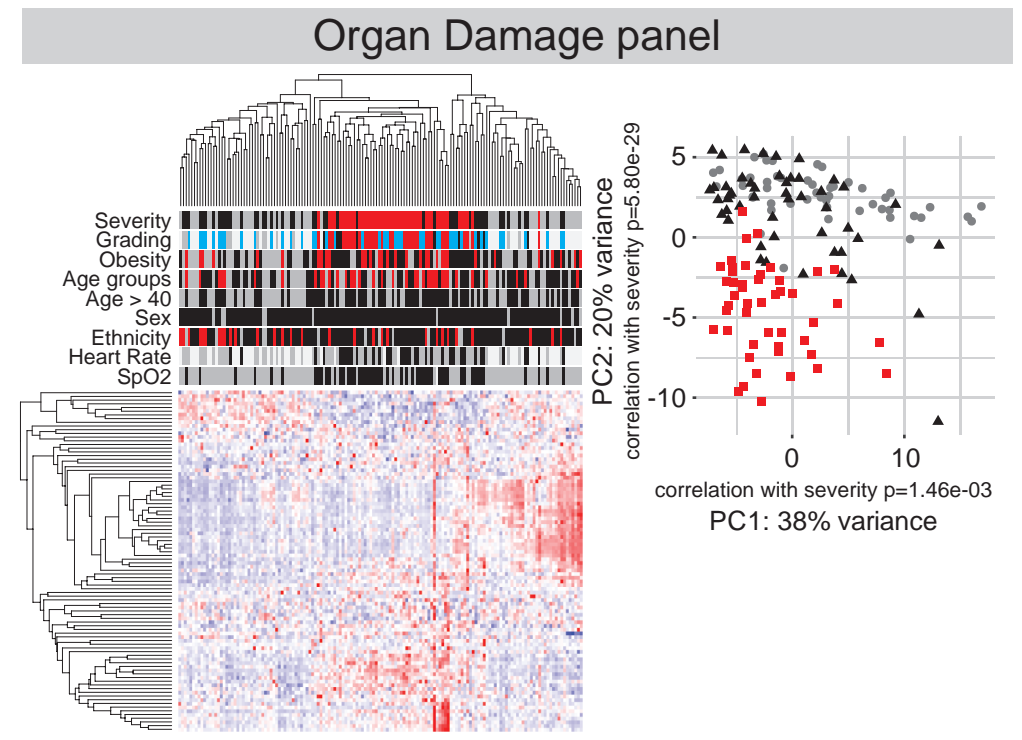 Organ Damage panel
Severity
Grading
Obesity
Age groups
Age > 40
Sex
Ethnicity
Heart Rate
SpO2
PC2: 20% variance
correlation with severity p=5.80e-29
5
0
-5
-10
0 10
correlation with severity p=1.46e-03
PC1: 38% variance